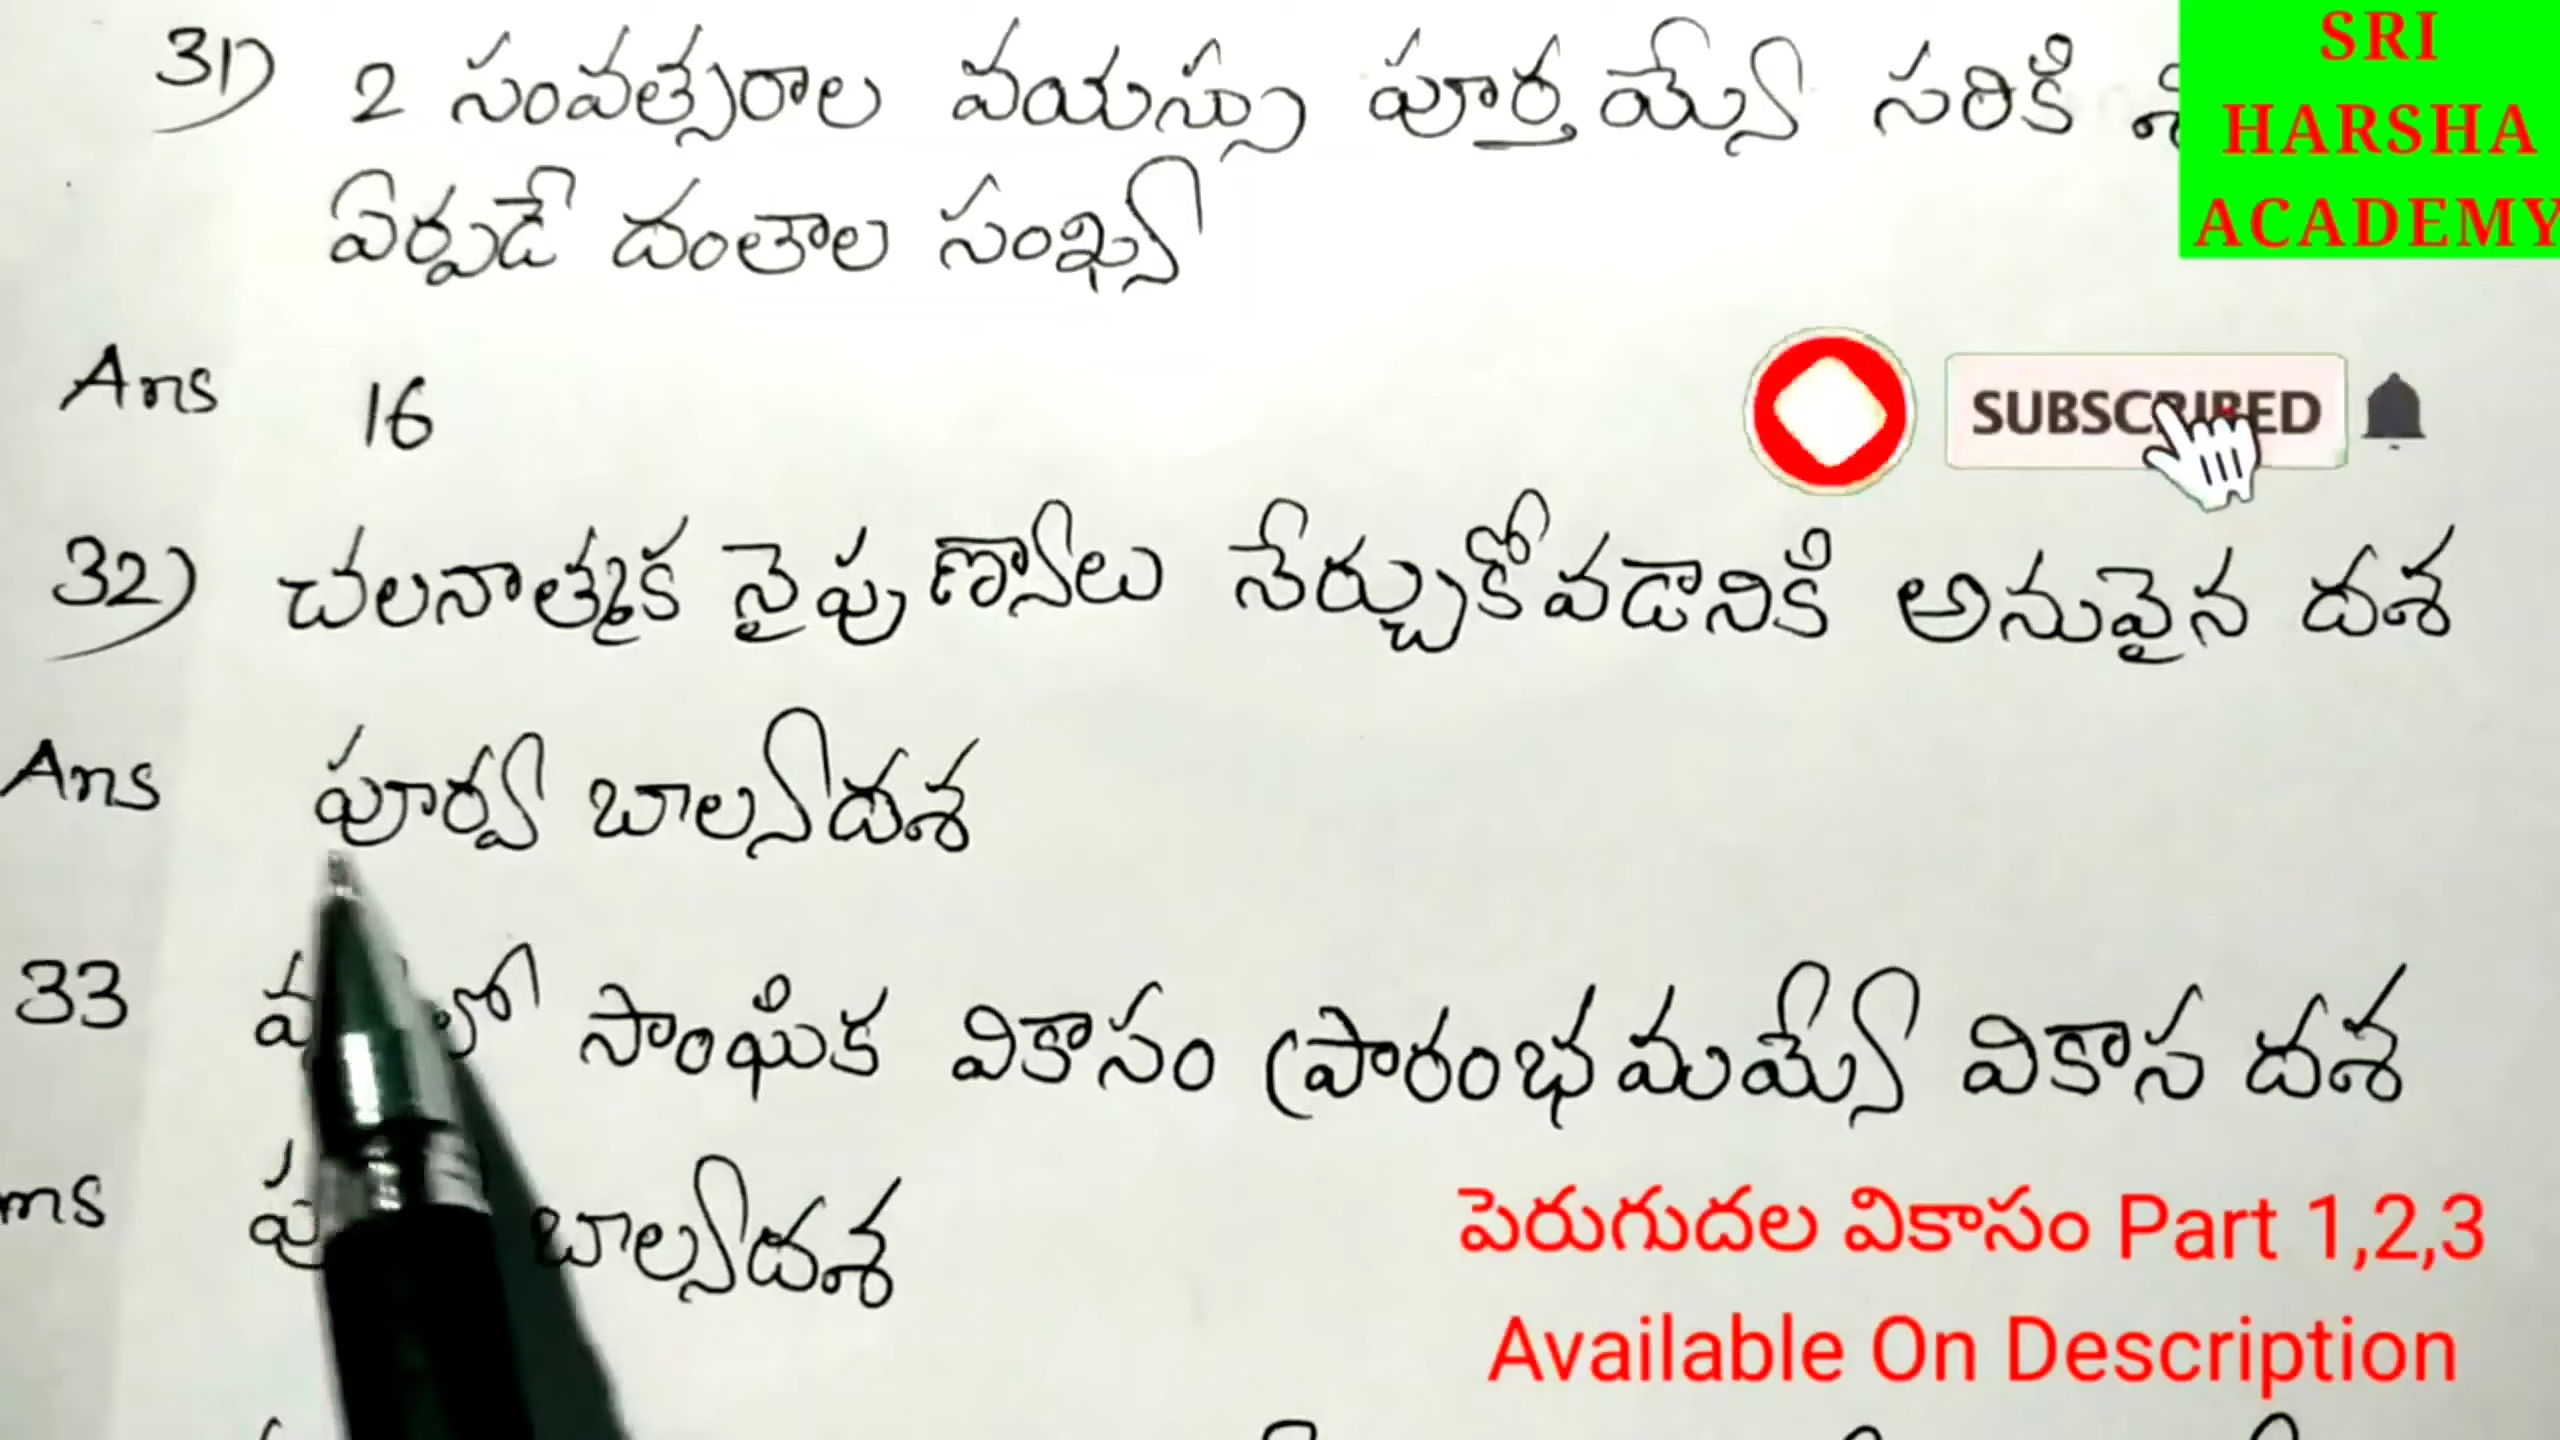 31) 2 సంవత్సరాల వయస్సు పూర్తయ్యే సరికి
ఏర్పడే దంతాల సంఖ్య
Ans 16
32) చలనాత్మక నైపుణ్యాలు నేర్చుకోవడానికి అనువైన దశ
Ans పూర్వ బాల్యదశ
33 సాంఘిక వికాసం ప్రారంభమయ్యే వికాస దశ
బాల్యదశ
SRI
HARSHA
ACADEMY
SUBSCRIBED
పెరుగుదల వికాసం Part 1,2,3
Available On Description